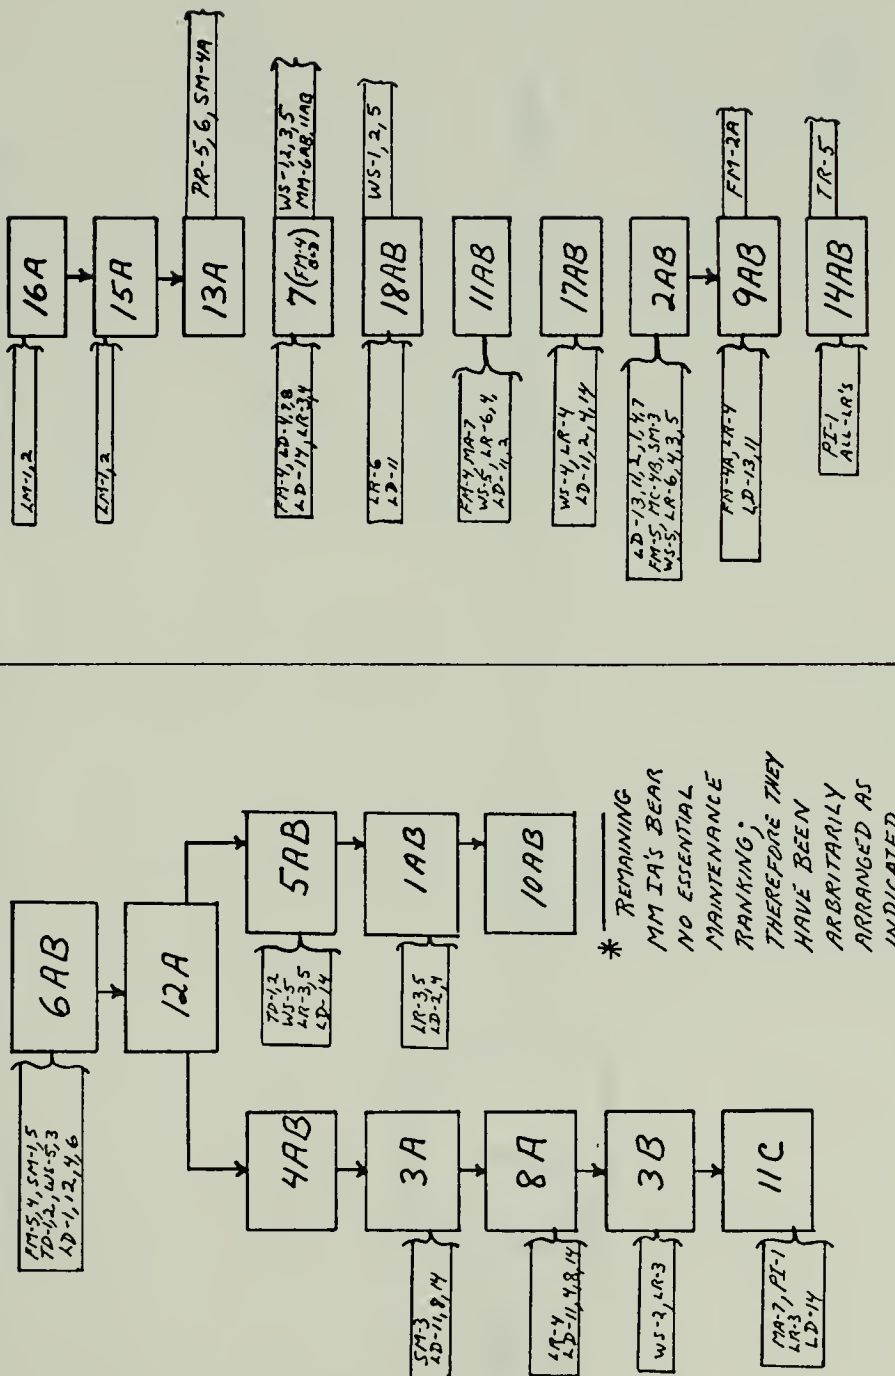 FM-5,4, SM-1,5
TD-1,2, WS-5,3
LD-1,12,4,6
6AB
12A
4AB
SM-3
LD-11,8,14
3A
LR-4
LD-11,4,8,14
8A
WS-2, LR-3
3B
MA-7, PI-1
LR-3
LD-14
11C
TD-1,2
WS-5
LR-3,5
LD-14
5AB
LR-3,5
LD-2,4
1AB
10AB
* REMAINING
MM IA'S BEAR
NO ESSENTIAL
MAINTENANCE
RANKING;
THEREFORE THEY
HAVE BEEN
ARBRITARILY
ARRANGED AS
INDICATED
LM-1,2
16A
LM-1,2
15A
13A
PR-5,6, SM-4A
FM-4, LD-4,7,8
LD-14, LR-3,4
7(FM-4
WS-1,2,3,5
MM-6AB, 11AB
LR-6
LD-11
18AB
WS-1,2,5
FM-4, MA-7
WS-5, LR-6,4,
LD-11,2
11AB
WS-4, LR-4
LD-11,2,4,14
17AB
LD-13,11,2,1,4,7
FM-5, MC-4B, SM-3
WS-5, LR-6,4,3,5
2AB
FM-4A, LR-4
LD-13,11
9AB
FM-2A
PI-1
ALL-LR'S
14AB
TR-5